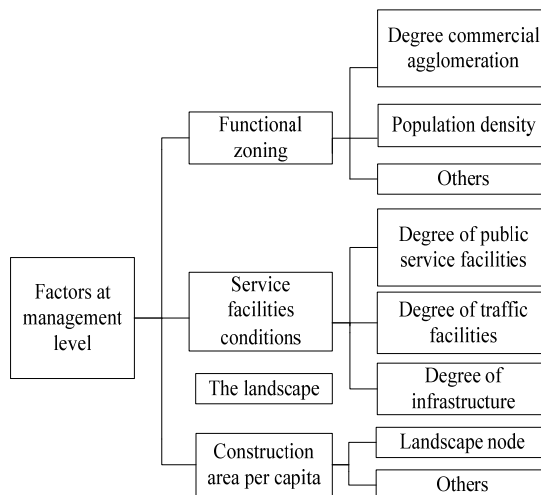 Degree commercial
agglomeration
Functional
zoning
Population density
Others
Factors at
management
level
Service
facilities
conditions
Degree of public
service facilities
Degree of traffic
facilities
The landscape
Degree of
infrastructure
Construction
area per capita
Landscape node
Others